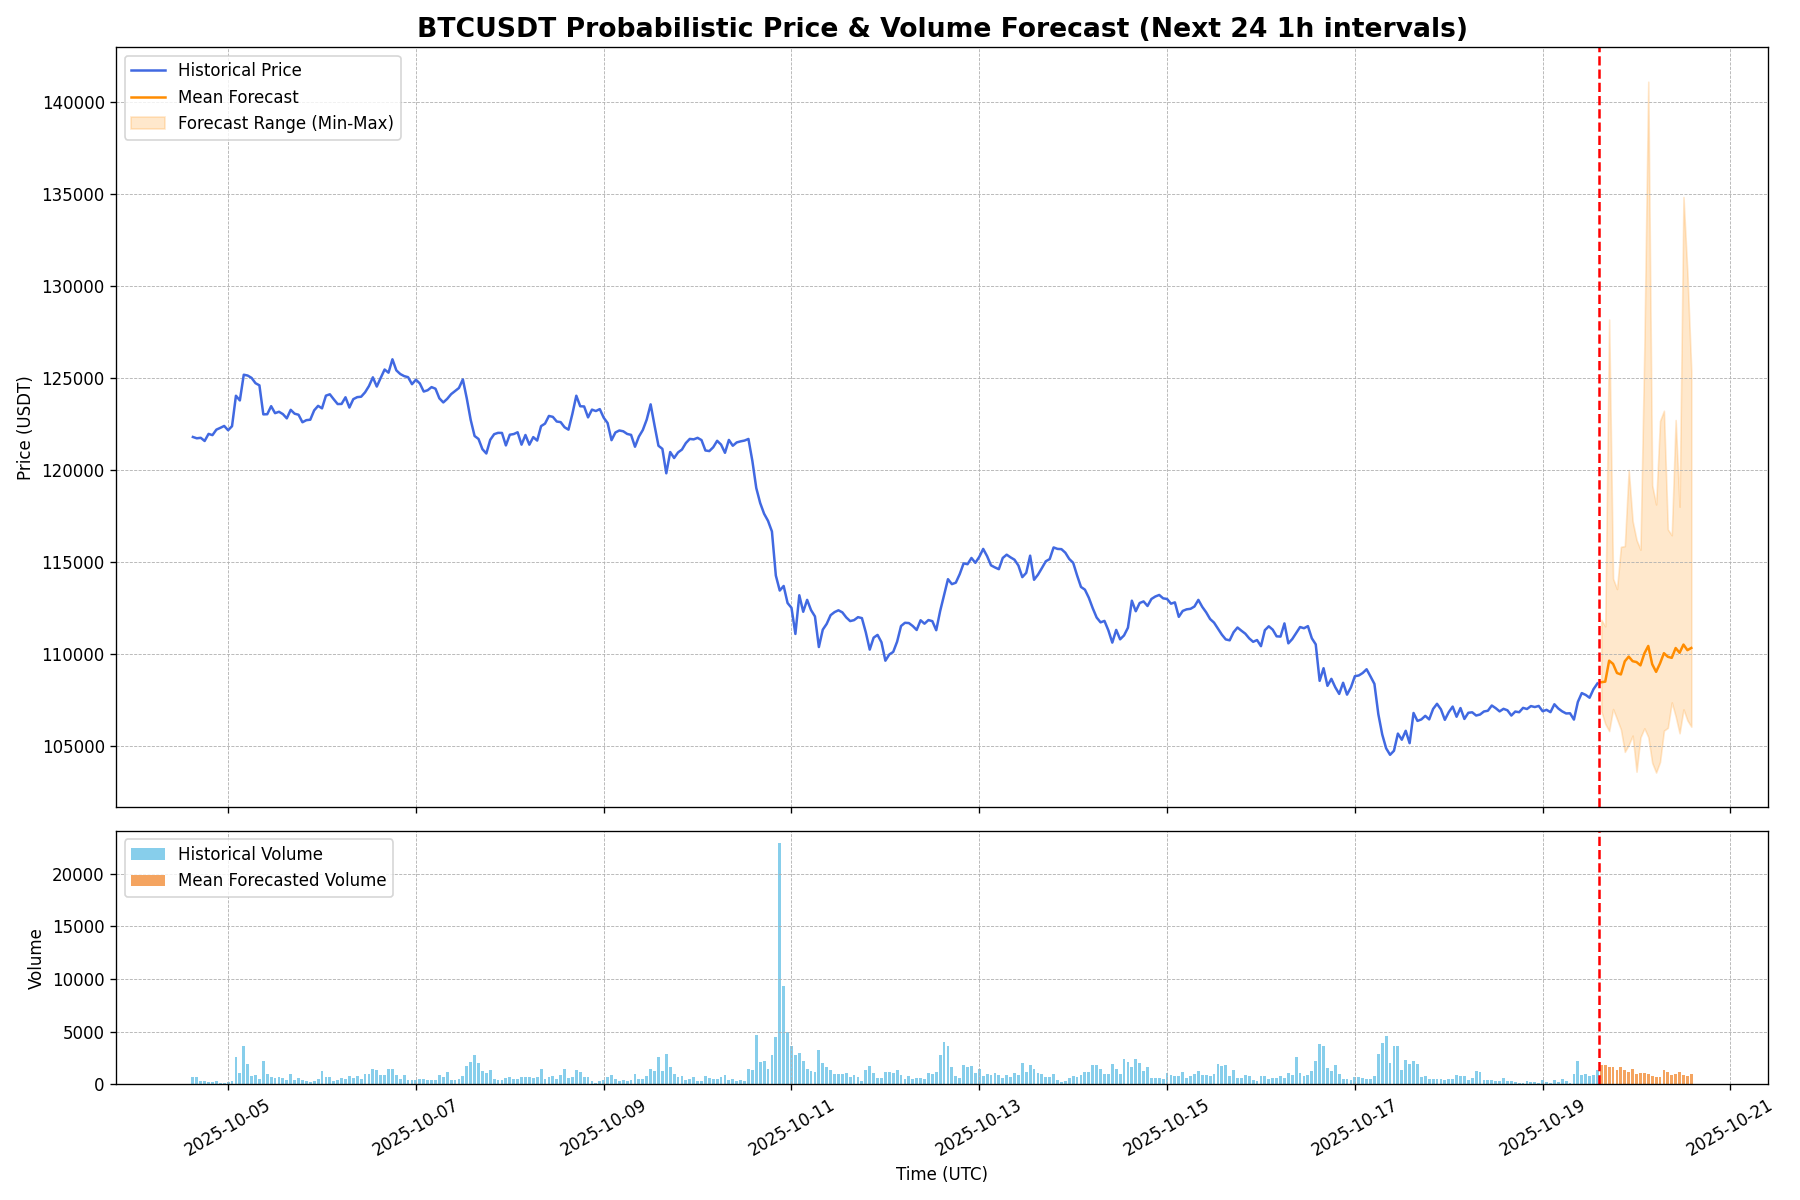 BTCUSDT Probabilistic Price & Volume Forecast (Next 24 1h intervals)
Historical Price
Mean Forecast
Forecast Range (Min-Max)
Price (USDT)
140000
135000
130000
125000
120000
115000
110000
105000
Historical Volume
Mean Forecasted Volume
Volume
20000
15000
10000
5000
0
2025-10-05
2025-10-07
2025-10-09
2025-10-11
2025-10-13
2025-10-15
2025-10-17
2025-10-19
2025-10-21
Time (UTC)